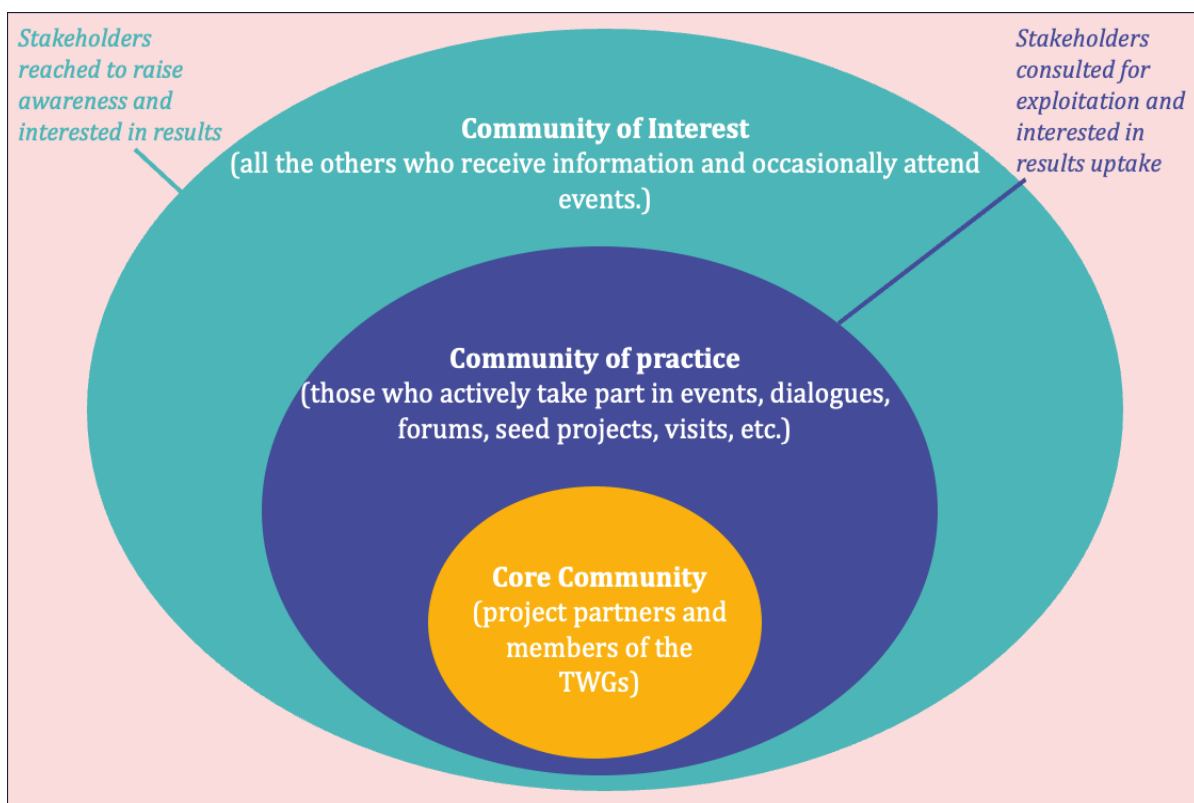 Stakeholders
reached to raise
awareness and
interested in results
Stakeholders
consulted for
exploitation and
interested in
results uptake
Community of Interest
(all the others who receive information and occasionally attend
events.)
Community of practice
(those who actively take part in events, dialogues,
forums, seed projects, visits, etc.)
Core Community
(project partners and
members of the
TWGs)